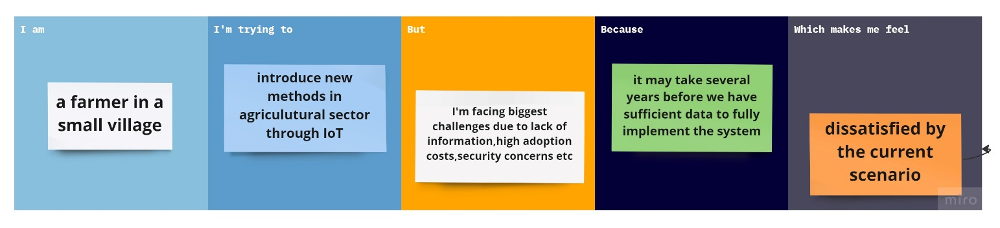 I am
a farmer in a
small village
I'm trying to
introduce new
methods in
agriculutural sector
through IoT
But
I'm facing biggest
challenges due to lack of
information,high adoption
costs,security concerns etc
Because
it may take several
years before we have
sufficient data to fully
implement the system
Which makes me feel
dissatisfied by
the current
scenario
miro